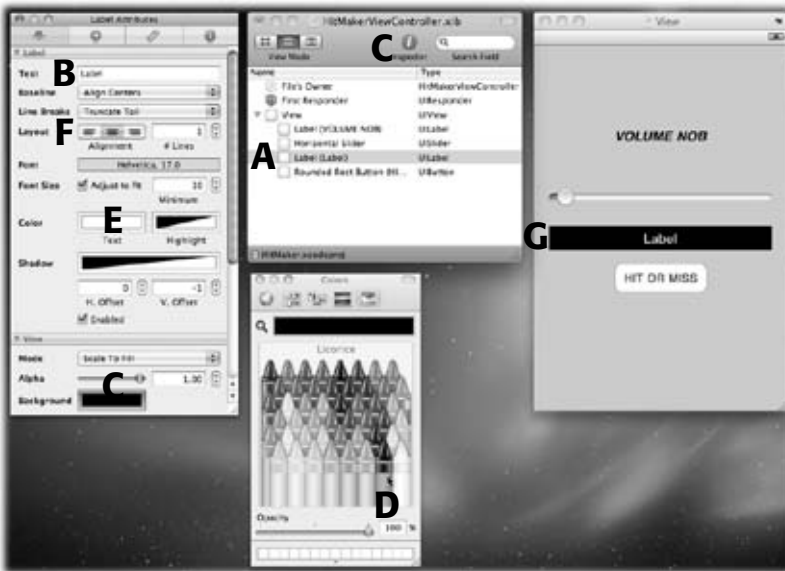 Label Attributes
Label
B
Text Label
Baseline Align Centers
Line Breaks Truncate Tail
F
Layout 1
Alignment # Lines
Font Helvetica, 17.0
Font Size Adjust to fit 10
Minimum
E
Color
Text Highlight
Shadow
0 -1
H. Offset V. Offset
Enabled
View
Mode Scale To Fill
Alpha 1.00
C
Background
HitMakerViewController.xib
C
View Mode Inspector Search Field
Name Type
File's Owner HitMakerViewController
First Responder UIResponder
View UIView
Label (VOLUME NOB) UILabel
Horizontal Slider UISlider
A
Label (Label) UILabel
Rounded Rect Button (Hi... UIButton
HitMaker.xcodeproj
Colors
Licorice
D
Opacity
100 %
View
VOLUME NOB
G
Label
HIT OR MISS